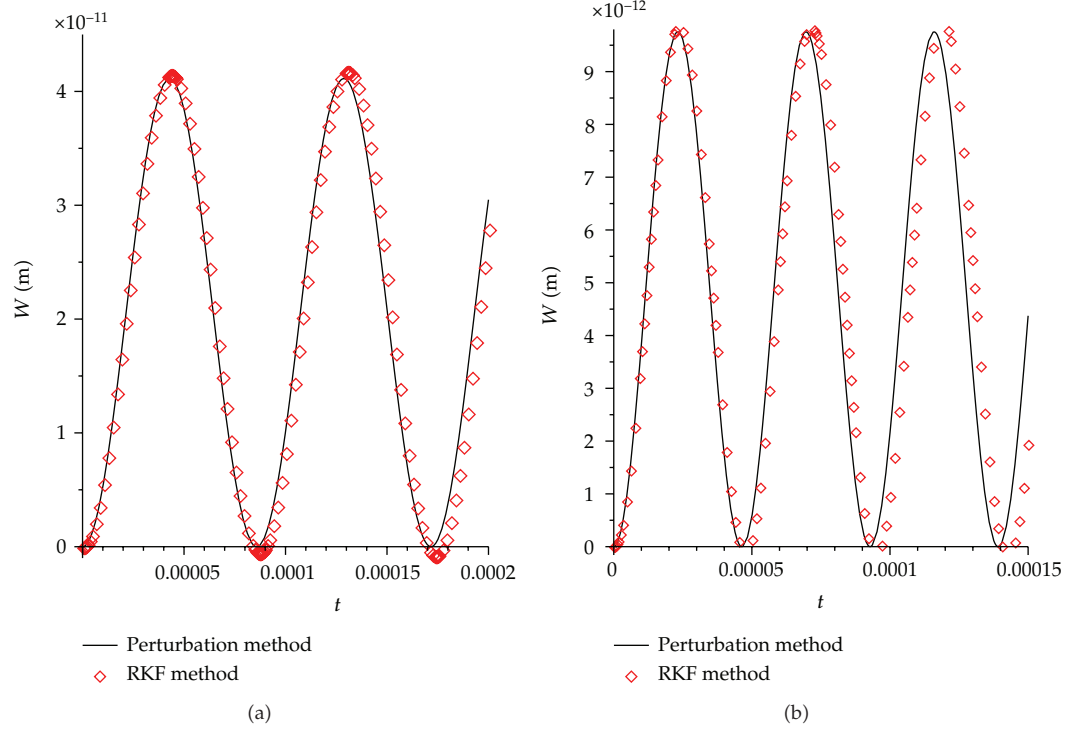 ×10−11
4
3
2
1
0
W (m)
0.00005
0.0001
0.00015
0.0002
t
Perturbation method
RKF method
(a)
×10−12
9
8
7
6
5
4
3
2
1
0
W (m)
0
0.00005
0.0001
0.00015
t
Perturbation method
RKF method
(b)